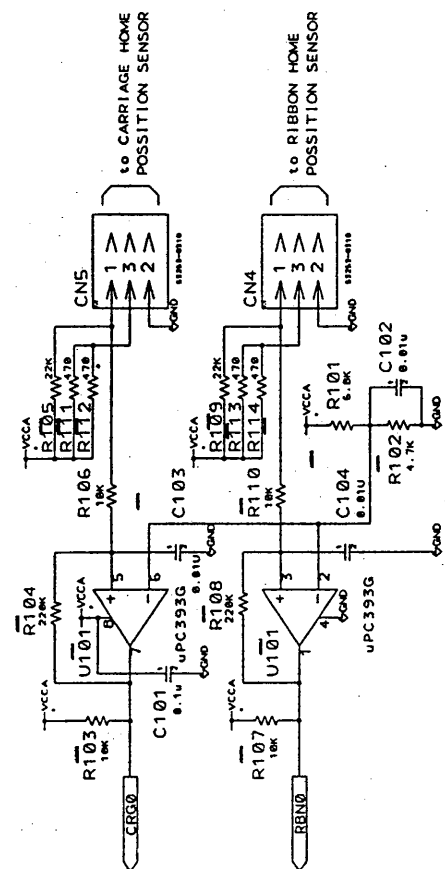 to CARRIAGE HOME
POSSITION SENSOR
CN5
1
3
2
51253-0310
GND
VCCA
R105
22K
R111
470
R112
470
R106
10K
C103
0.01U
GND
R104
220K
VCCA
8
5
6
+
-
U101
7
uPC393G
C101
0.1u
GND
VCCA
R103
10K
CRG0
to RIBBON HOME
POSSITION SENSOR
CN4
1
3
2
GND
VCCA
R109
22K
R113
470
R114
470
R110
10K
R101
6.8K
VCCA
C102
0.01U
R102
4.7K
GND
C104
0.01U
GND
R108
220K
3
2
+
-
4
GND
U101
1
uPC393G
VCCA
R107
10K
RBN0